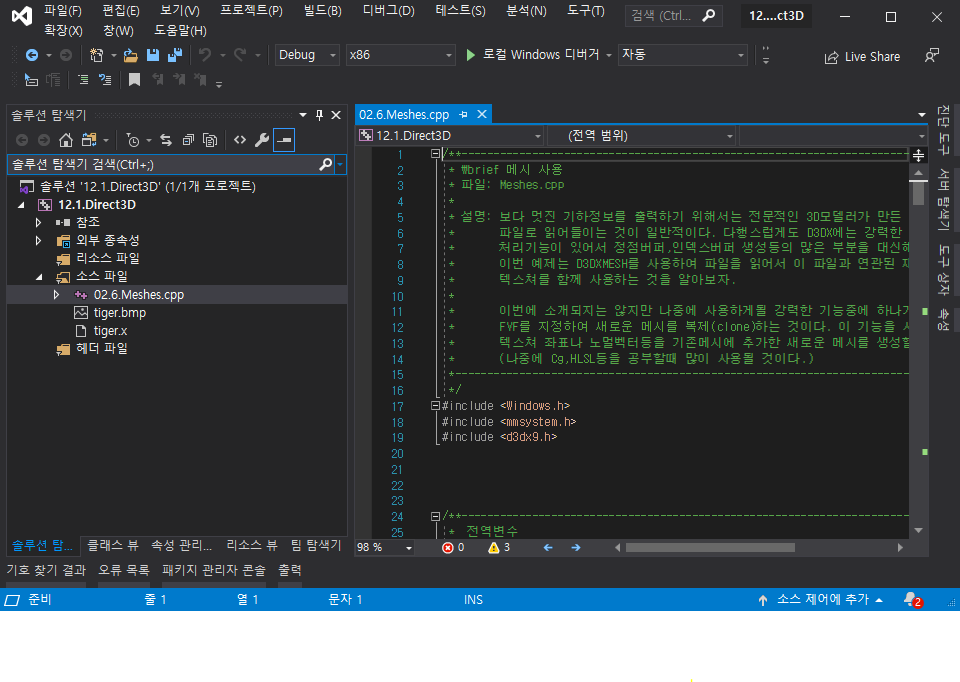 파일(F) 편집(E) 보기(V) 프로젝트(P) 빌드(B) 디버그(D) 테스트(S) 분석(N) 도구(T) 검색 (Ctrl... 12....ct3D
확장(X) 창(W) 도움말(H)
Debug x86 로컬 Windows 디버거 자동 Live Share
솔루션 탐색기
솔루션 탐색기 검색(Ctrl+;)
솔루션 '12.1.Direct3D' (1/1개 프로젝트)
12.1.Direct3D
참조
외부 종속성
리소스 파일
소스 파일
02.6.Meshes.cpp
tiger.bmp
tiger.x
헤더 파일
솔루션 탐... 클래스 뷰 속성 관리... 리소스 뷰 팀 탐색기
02.6.Meshes.cpp
12.1.Direct3D (전역 범위)
1 /**-----------------------------------------------------------------
2 * ₩brief 메시 사용
3 * 파일: Meshes.cpp
4 *
5 * 설명: 보다 멋진 기하정보를 출력하기 위해서는 전문적인 3D모델러가 만든
6 * 파일로 읽어들이는 것이 일반적이다. 다행스럽게도 D3DX에는 강력한
7 * 처리기능이 있어서 정점버퍼,인덱스버퍼 생성등의 많은 부분을 대신해
8 * 이번 예제는 D3DXMESH를 사용하여 파일을 읽어서 이 파일과 연관된 재
9 * 텍스쳐를 함께 사용하는 것을 알아보자.
10 *
11 * 이번에 소개되지는 않지만 나중에 사용하게될 강력한 기능중에 하나가
12 * FYF를 지정하여 새로운 메시를 복제(clone)하는 것이다. 이 기능을 사
13 * 텍스쳐 좌표나 노멀벡터등을 기존메시에 추가한 새로운 메시를 생성할
14 * (나중에 Cg,HLSL등을 공부할때 많이 사용될 것이다.)
15 *-----------------------------------------------------------------
16 */
17 #include <Windows.h>
18 #include <mmsystem.h>
19 #include <d3dx9.h>
20
21
22
23
24 /**-----------------------------------------------------------------
25 * 전역변수
98 % 0 3
진단 도구
서버 탐색기
도구 상자
속성
기호 찾기 결과 오류 목록 패키지 관리자 콘솔 출력
준비 줄 1 열 1 문자 1 INS 소스 제어에 추가 2